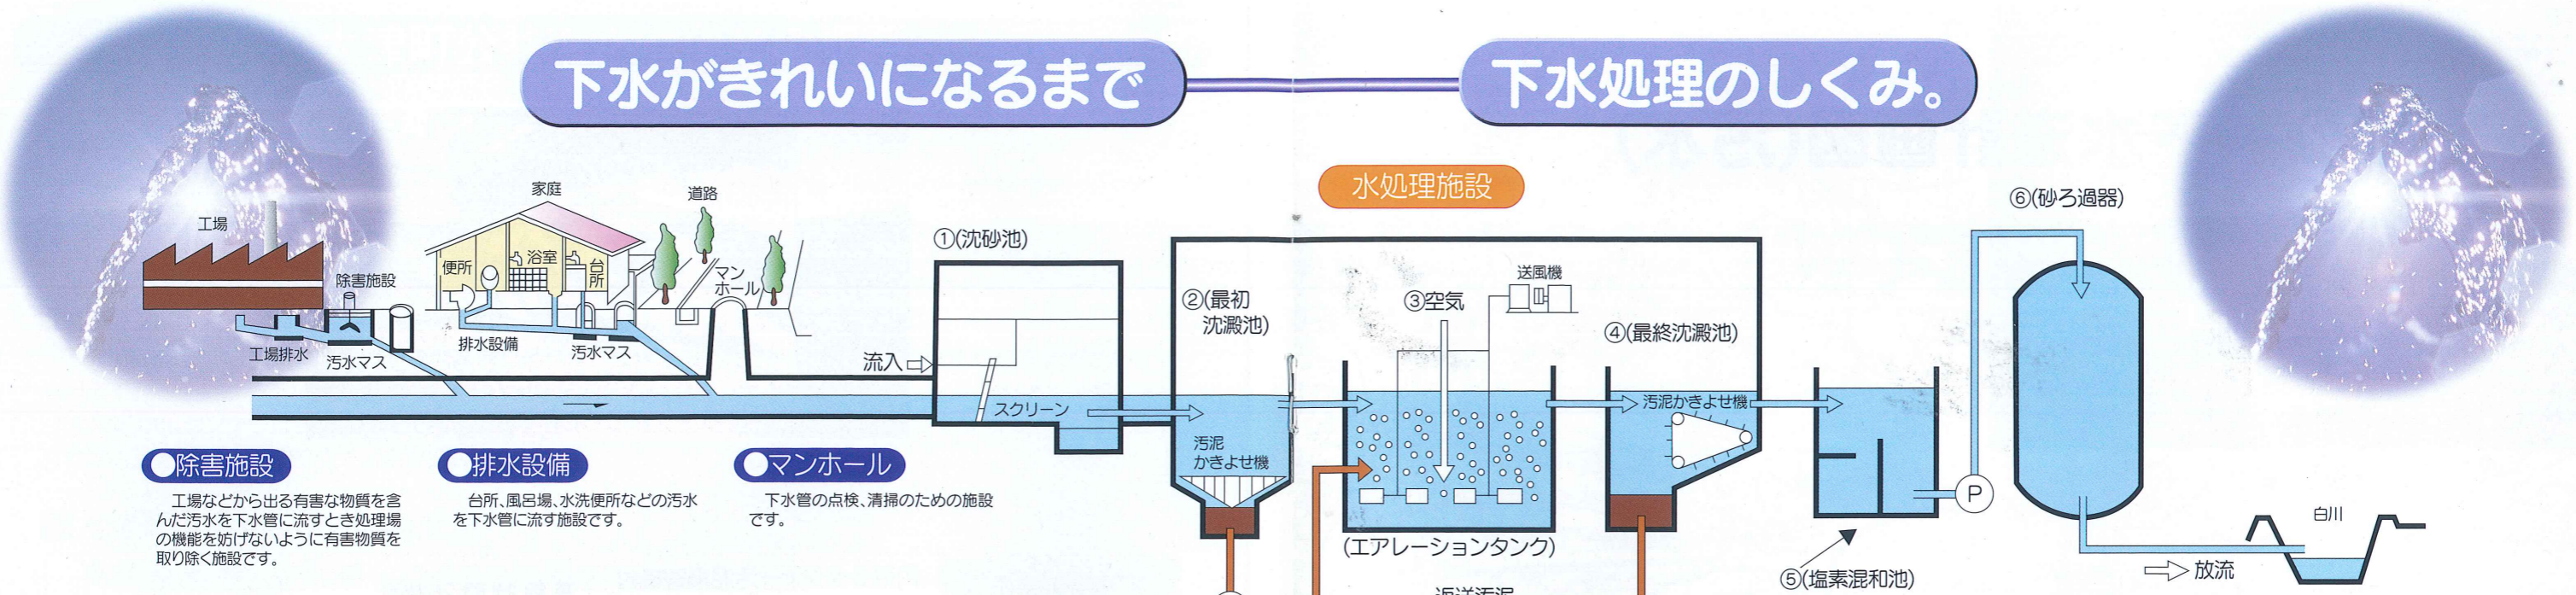 下水がきれいになるまで
下水処理のしくみ。
水処理施設
工場
除害施設
工場排水
汚水マス
家庭
便所
浴室
台所
排水設備
汚水マス
道路
マン
ホール
流入
①(沈砂池)
スクリーン
②(最初
沈澱池)
汚泥
かきよせ機
③空気
送風機
(エアレーションタンク)
④(最終沈澱池)
汚泥かきよせ機
⑤(塩素混和池)
P
⑥(砂ろ過器)
白川
放流
返送汚泥
●除害施設
工場などから出る有害な物質を含
んだ汚水を下水管に流すとき処理場
の機能を妨げないように有害物質を
取り除く施設です。
●排水設備
台所、風呂場、水洗便所などの汚水
を下水管に流す施設です。
●マンホール
下水管の点検、清掃のための施設
です。